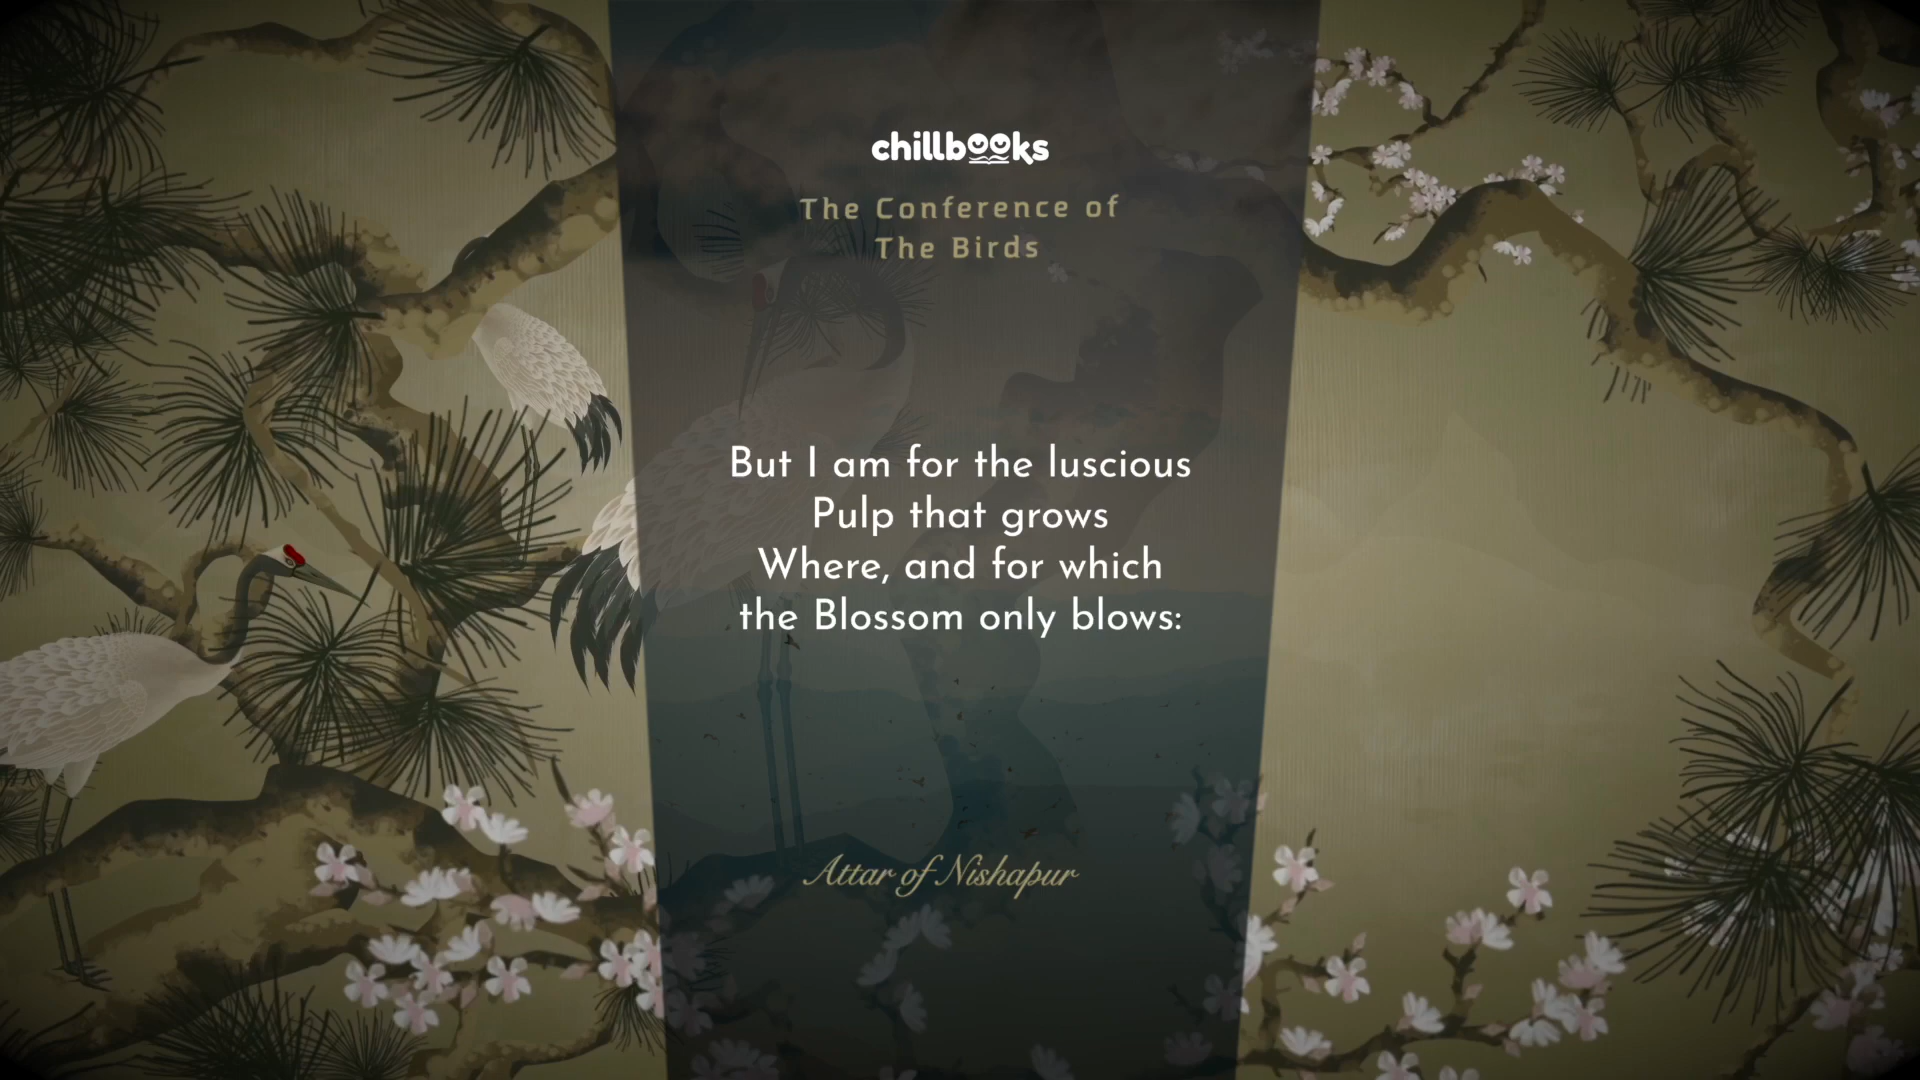 chillbooks
The Conference of
The Birds
But I am for the luscious
Pulp that grows
Where, and for which
the Blossom only blows:
Attar of Nishapur